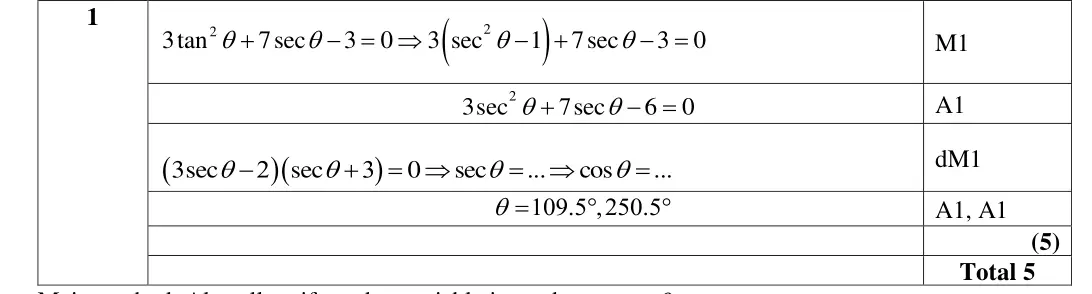 1
3tan²θ + 7secθ − 3 = 0 ⇒ 3(sec²θ − 1) + 7secθ − 3 = 0 M1
3sec²θ + 7secθ − 6 = 0 A1
(3secθ − 2)(secθ + 3) = 0 ⇒ secθ = ... ⇒ cosθ = ... dM1
θ = 109.5°, 250.5° A1, A1
(5)
Total 5